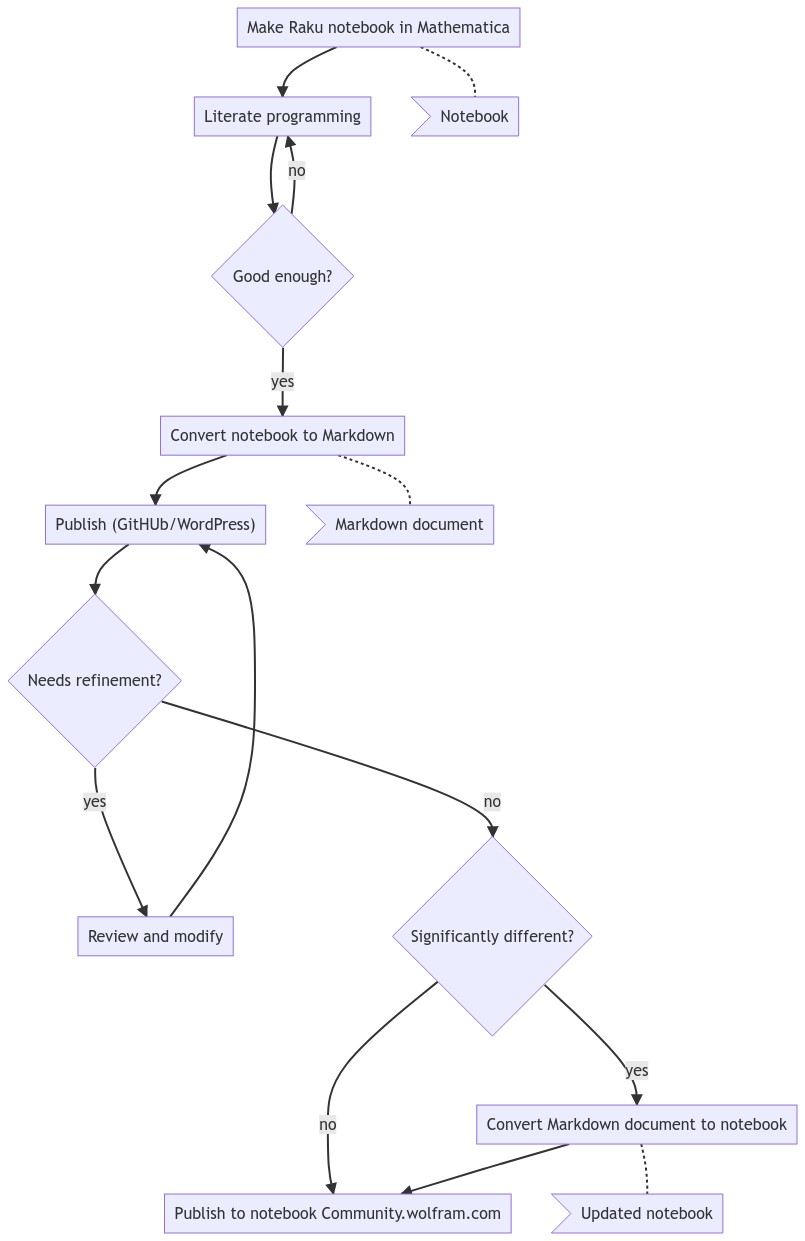 Make Raku notebook in Mathematica
Literate programming
Notebook
no
Good enough?
yes
Convert notebook to Markdown
Publish (GitHUb/WordPress)
Markdown document
Needs refinement?
yes
no
Review and modify
Significantly different?
yes
no
Convert Markdown document to notebook
Publish to notebook Community.wolfram.com
Updated notebook